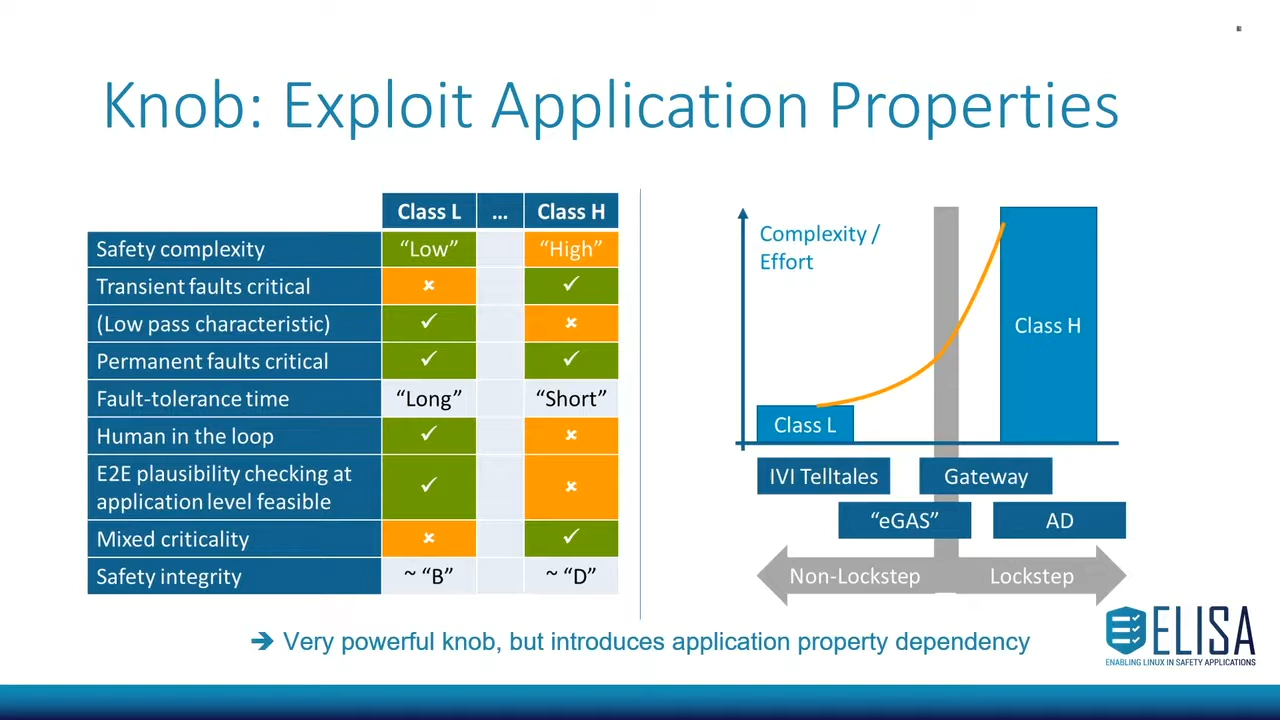 Knob: Exploit Application Properties
Class L ... Class H
Safety complexity "Low" "High"
Transient faults critical ✘ ✓
(Low pass characteristic) ✓ ✘
Permanent faults critical ✓ ✓
Fault-tolerance time "Long" "Short"
Human in the loop ✓ ✘
E2E plausibility checking at
application level feasible ✓ ✘
Mixed criticality ✘ ✓
Safety integrity ~ "B" ~ "D"
Complexity /
Effort
Class H
Class L
IVI Telltales Gateway
"eGAS" AD
Non-Lockstep Lockstep
➔ Very powerful knob, but introduces application property dependency
ELISA
ENABLING LINUX IN SAFETY APPLICATIONS